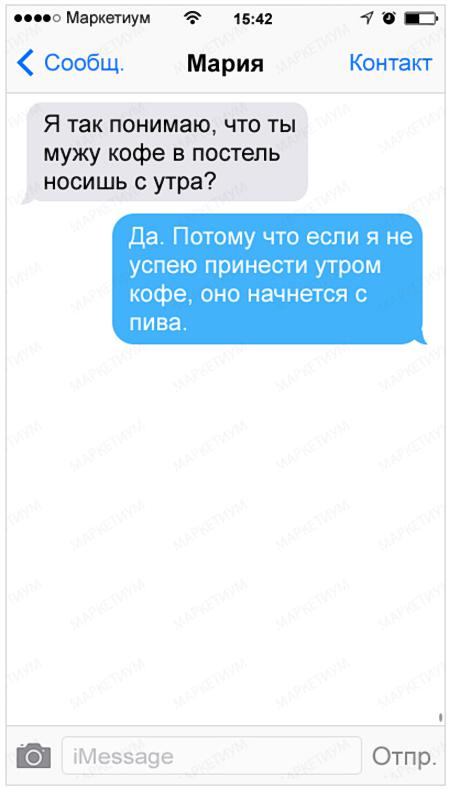 Маркетиум 15:42
Сообщ. Мария Контакт
Я так понимаю, что ты
мужу кофе в постель
носишь с утра?
Да. Потому что если я не
успею принести утром
кофе, оно начнется с
пива.
iMessage Отпр.
МАРКЕТИУМ